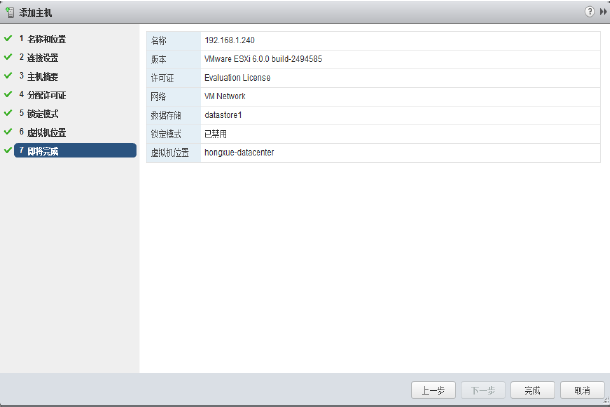 添加主机
?
1 名称和位置
2 连接设置
3 主机摘要
4 分配许可证
5 锁定模式
6 虚拟机位置
7 即将完成
名称 192.168.1.240
版本 VMware ESXi 6.0.0 build-2494585
许可证 Evaluation License
网络 VM Network
数据存储 datastore1
锁定模式 已禁用
虚拟机位置 hongxue-datacenter
上一步 下一步 完成 取消